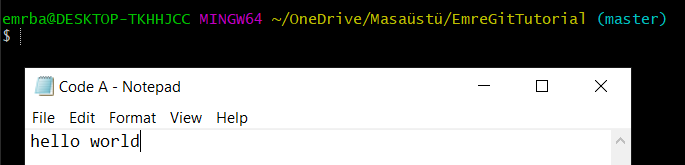 emrba@DESKTOP-TKHHJCC MINGW64 ~/OneDrive/Masaüstü/EmreGitTutorial (master)
$
Code A - Notepad
File Edit Format View Help
hello world